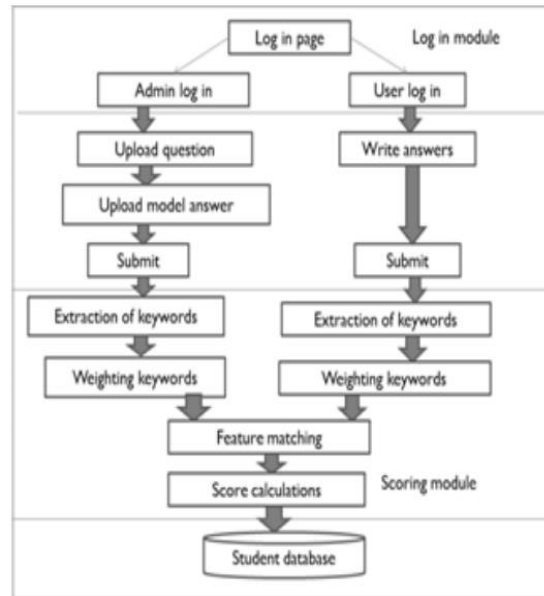 Log in page
Log in module
Admin log in
User log in
Upload question
Write answers
Upload model answer
Submit
Submit
Extraction of keywords
Extraction of keywords
Weighting keywords
Weighting keywords
Feature matching
Score calculations
Scoring module
Student database